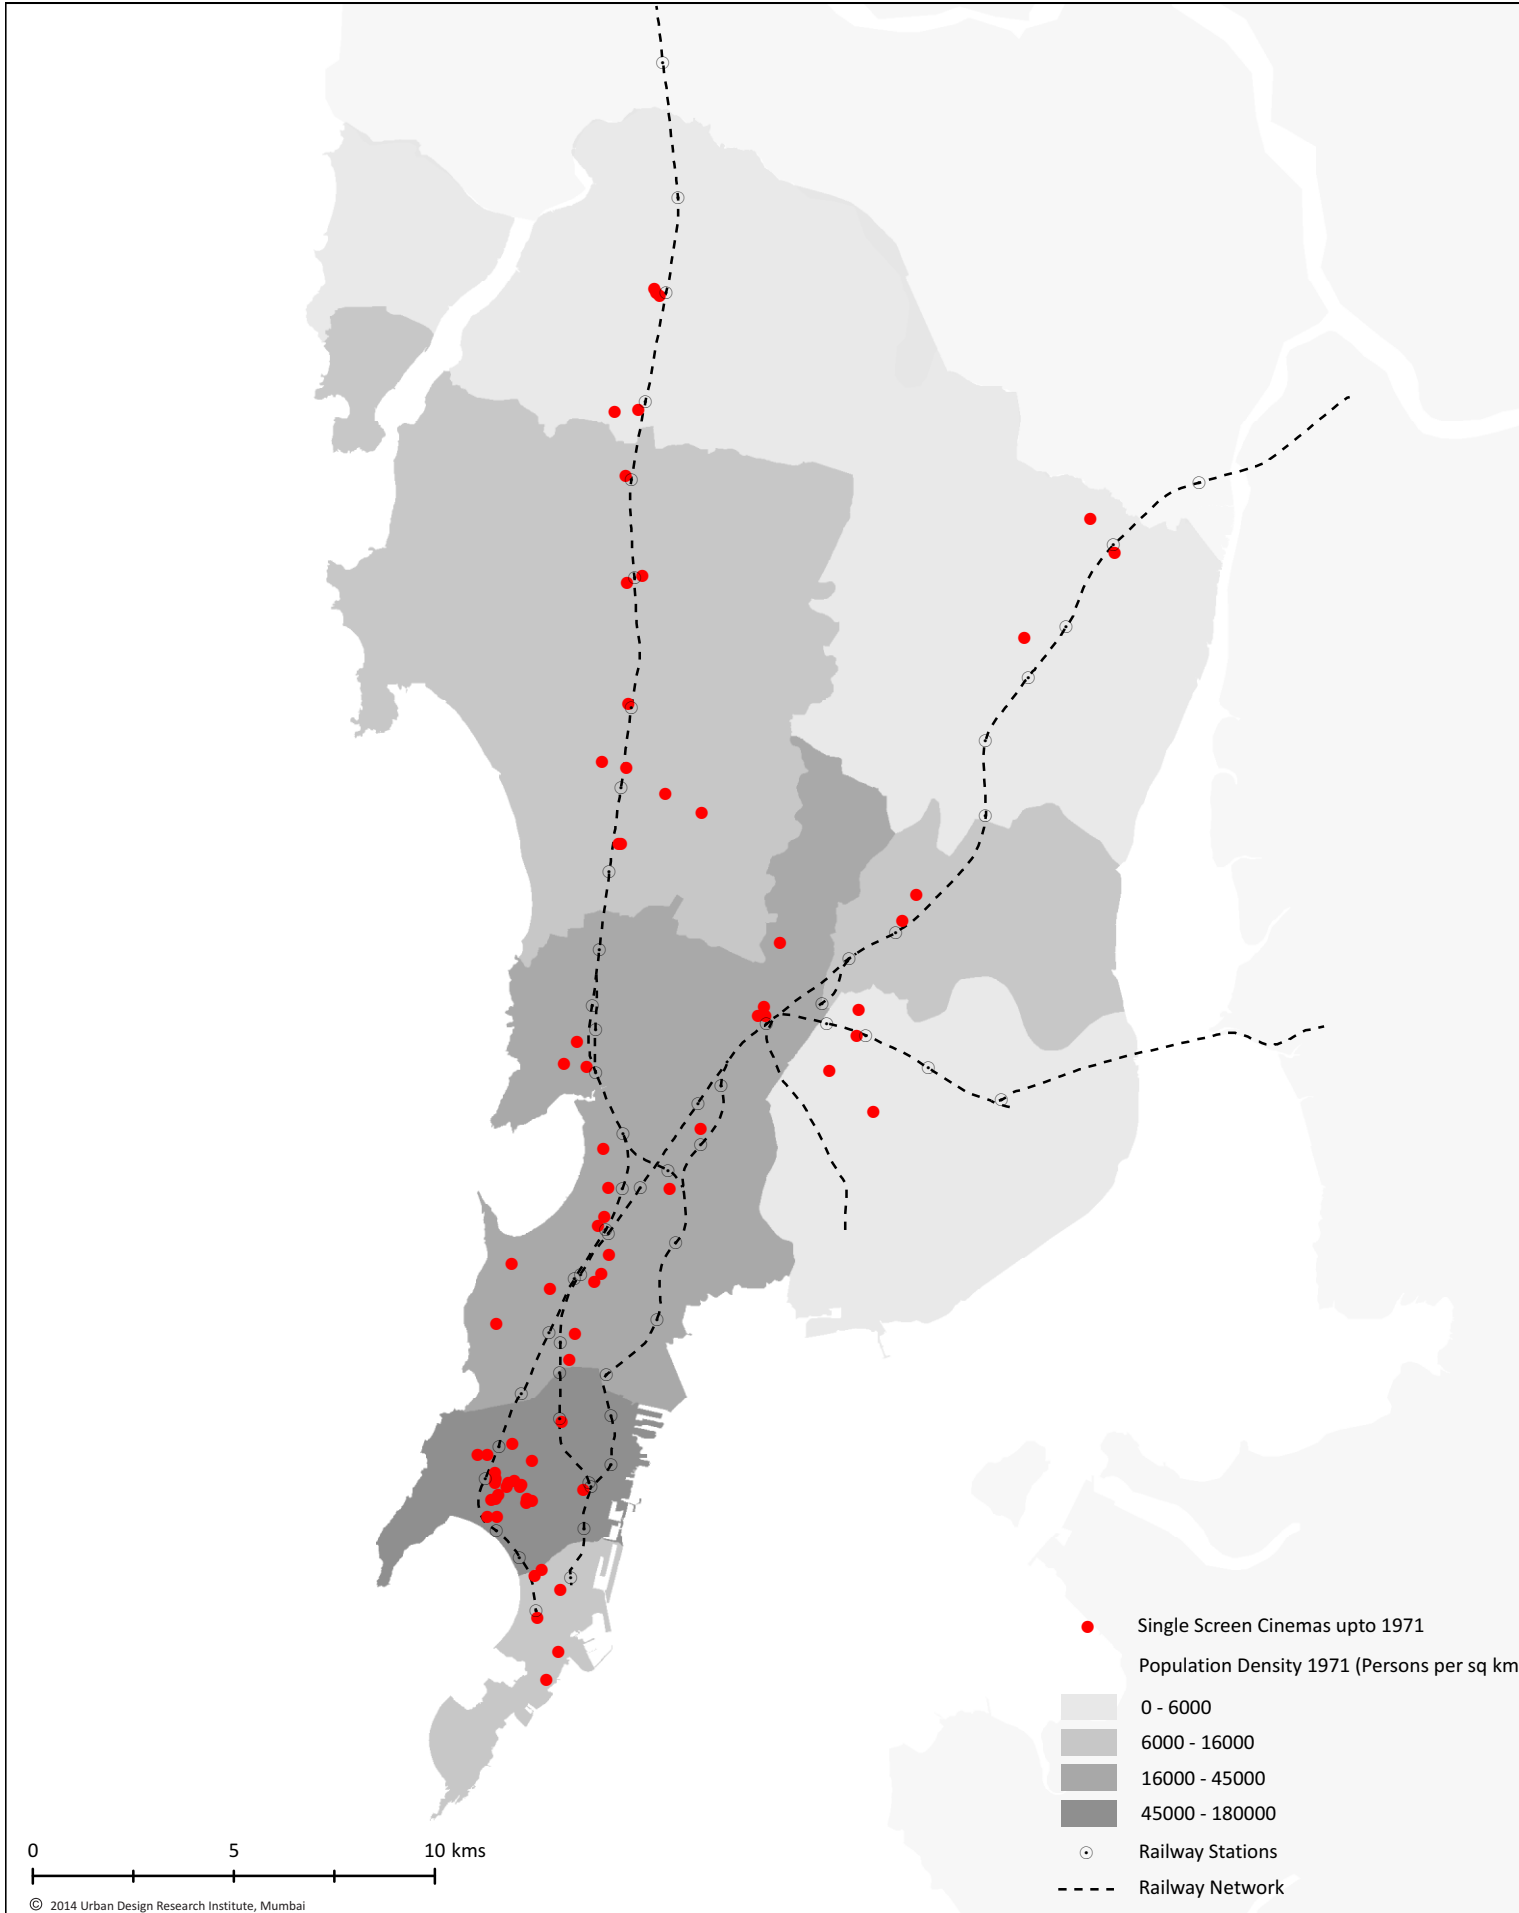 Single Screen Cinemas upto 1971
Population Density 1971 (Persons per sq km
0 - 6000
6000 - 16000
16000 - 45000
45000 - 180000
Railway Stations
Railway Network
0 5 10 kms
© 2014 Urban Design Research Institute, Mumbai